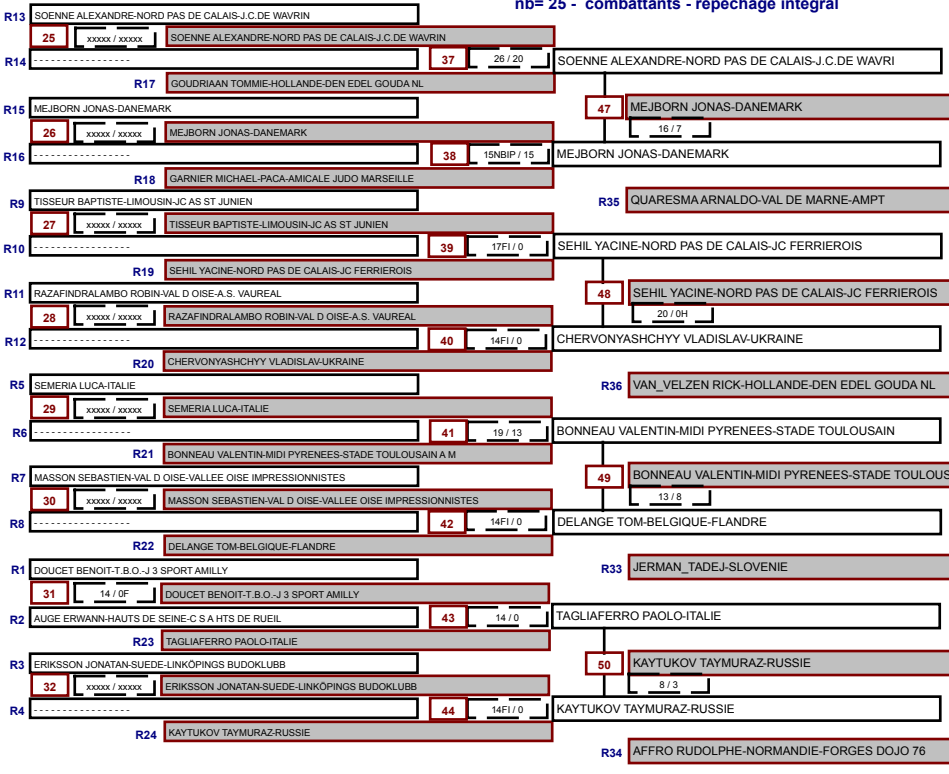 nb= 25 - combattants - repechage intégral
R13 SOENNE ALEXANDRE-NORD PAS DE CALAIS-J.C.DE WAVRIN
25 xxxxx / xxxxx SOENNE ALEXANDRE-NORD PAS DE CALAIS-J.C.DE WAVRIN
R14 - - - - - - - - - - - - - - - - 37 26 / 20 SOENNE ALEXANDRE-NORD PAS DE CALAIS-J.C.DE WAVRI
R17 GOUDRIAAN TOMMIE-HOLLANDE-DEN EDEL GOUDA NL
R15 MEJBORN JONAS-DANEMARK 47 MEJBORN JONAS-DANEMARK
26 xxxxx / xxxxx MEJBORN JONAS-DANEMARK 16 / 7
R16 - - - - - - - - - - - - - - - - 38 15NBIP / 15 MEJBORN JONAS-DANEMARK
R18 GARNIER MICHAEL-PACA-AMICALE JUDO MARSEILLE
R9 TISSEUR BAPTISTE-LIMOUSIN-JC AS ST JUNIEN R35 QUARESMA ARNALDO-VAL DE MARNE-AMPT
27 xxxxx / xxxxx TISSEUR BAPTISTE-LIMOUSIN-JC AS ST JUNIEN
R10 - - - - - - - - - - - - - - - - 39 17FI / 0 SEHIL YACINE-NORD PAS DE CALAIS-JC FERRIEROIS
R19 SEHIL YACINE-NORD PAS DE CALAIS-JC FERRIEROIS
R11 RAZAFINDRALAMBO ROBIN-VAL D OISE-A.S. VAUREAL 48 SEHIL YACINE-NORD PAS DE CALAIS-JC FERRIEROIS
28 xxxxx / xxxxx RAZAFINDRALAMBO ROBIN-VAL D OISE-A.S. VAUREAL 20 / 0H
R12 - - - - - - - - - - - - - - - - 40 14FI / 0 CHERVONYASHCHYY VLADISLAV-UKRAINE
R20 CHERVONYASHCHYY VLADISLAV-UKRAINE
R5 SEMERIA LUCA-ITALIE R36 VAN_VELZEN RICK-HOLLANDE-DEN EDEL GOUDA NL
29 xxxxx / xxxxx SEMERIA LUCA-ITALIE
R6 - - - - - - - - - - - - - - - - 41 19 / 13 BONNEAU VALENTIN-MIDI PYRENEES-STADE TOULOUSAIN
R21 BONNEAU VALENTIN-MIDI PYRENEES-STADE TOULOUSAIN A M
R7 MASSON SEBASTIEN-VAL D OISE-VALLEE OISE IMPRESSIONNISTES 49 BONNEAU VALENTIN-MIDI PYRENEES-STADE TOULOUS
30 xxxxx / xxxxx MASSON SEBASTIEN-VAL D OISE-VALLEE OISE IMPRESSIONNISTES 13 / 8
R8 - - - - - - - - - - - - - - - - 42 14FI / 0 DELANGE TOM-BELGIQUE-FLANDRE
R22 DELANGE TOM-BELGIQUE-FLANDRE
R1 DOUCET BENOIT-T.B.O.-J 3 SPORT AMILLY R33 JERMAN_TADEJ-SLOVENIE
31 14 / 0F DOUCET BENOIT-T.B.O.-J 3 SPORT AMILLY
R2 AUGE ERWANN-HAUTS DE SEINE-C S A HTS DE RUEIL 43 14 / 0 TAGLIAFERRO PAOLO-ITALIE
R23 TAGLIAFERRO PAOLO-ITALIE
R3 ERIKSSON JONATAN-SUEDE-LINKÖPINGS BUDOKLUBB 50 KAYTUKOV TAYMURAZ-RUSSIE
32 xxxxx / xxxxx ERIKSSON JONATAN-SUEDE-LINKÖPINGS BUDOKLUBB 8 / 3
R4 - - - - - - - - - - - - - - - - 44 14FI / 0 KAYTUKOV TAYMURAZ-RUSSIE
R24 KAYTUKOV TAYMURAZ-RUSSIE
R34 AFFRO RUDOLPHE-NORMANDIE-FORGES DOJO 76